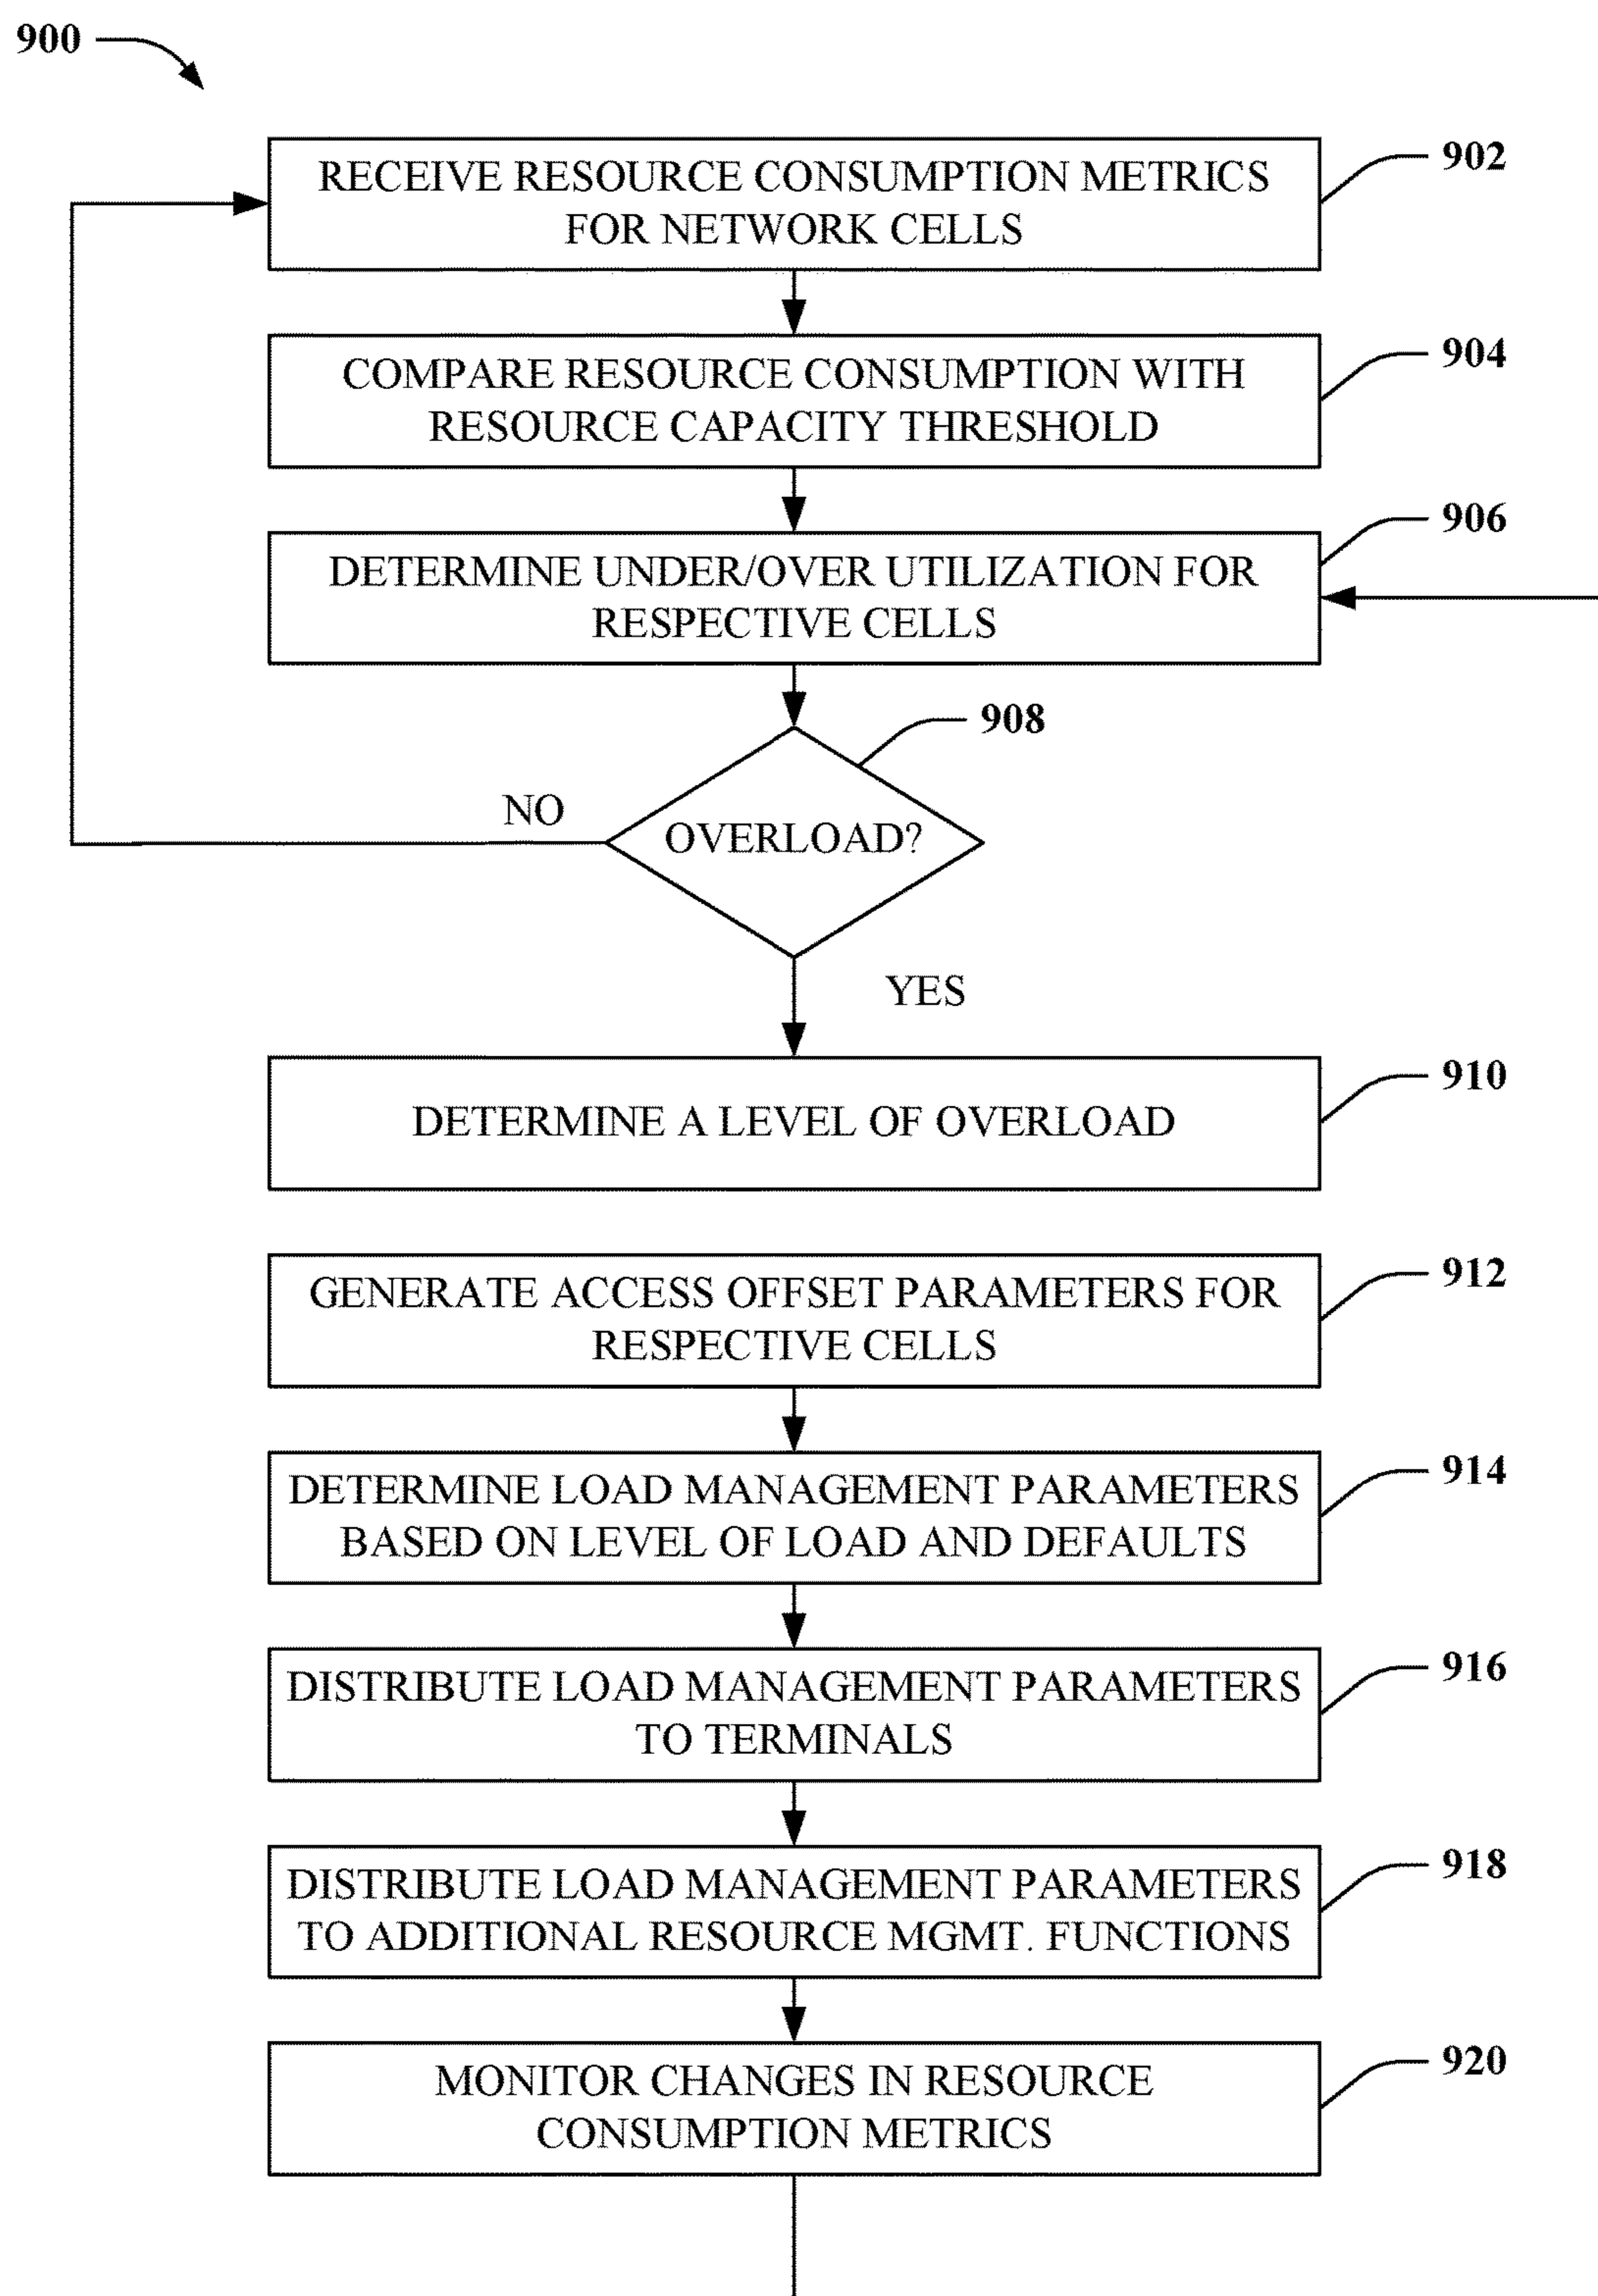 900
RECEIVE RESOURCE CONSUMPTION METRICS
FOR NETWORK CELLS
902
COMPARE RESOURCE CONSUMPTION WITH
RESOURCE CAPACITY THRESHOLD
904
DETERMINE UNDER/OVER UTILIZATION FOR
RESPECTIVE CELLS
906
908
NO
OVERLOAD?
YES
DETERMINE A LEVEL OF OVERLOAD
910
GENERATE ACCESS OFFSET PARAMETERS FOR
RESPECTIVE CELLS
912
DETERMINE LOAD MANAGEMENT PARAMETERS
BASED ON LEVEL OF LOAD AND DEFAULTS
914
DISTRIBUTE LOAD MANAGEMENT PARAMETERS
TO TERMINALS
916
DISTRIBUTE LOAD MANAGEMENT PARAMETERS
TO ADDITIONAL RESOURCE MGMT. FUNCTIONS
918
MONITOR CHANGES IN RESOURCE
CONSUMPTION METRICS
920